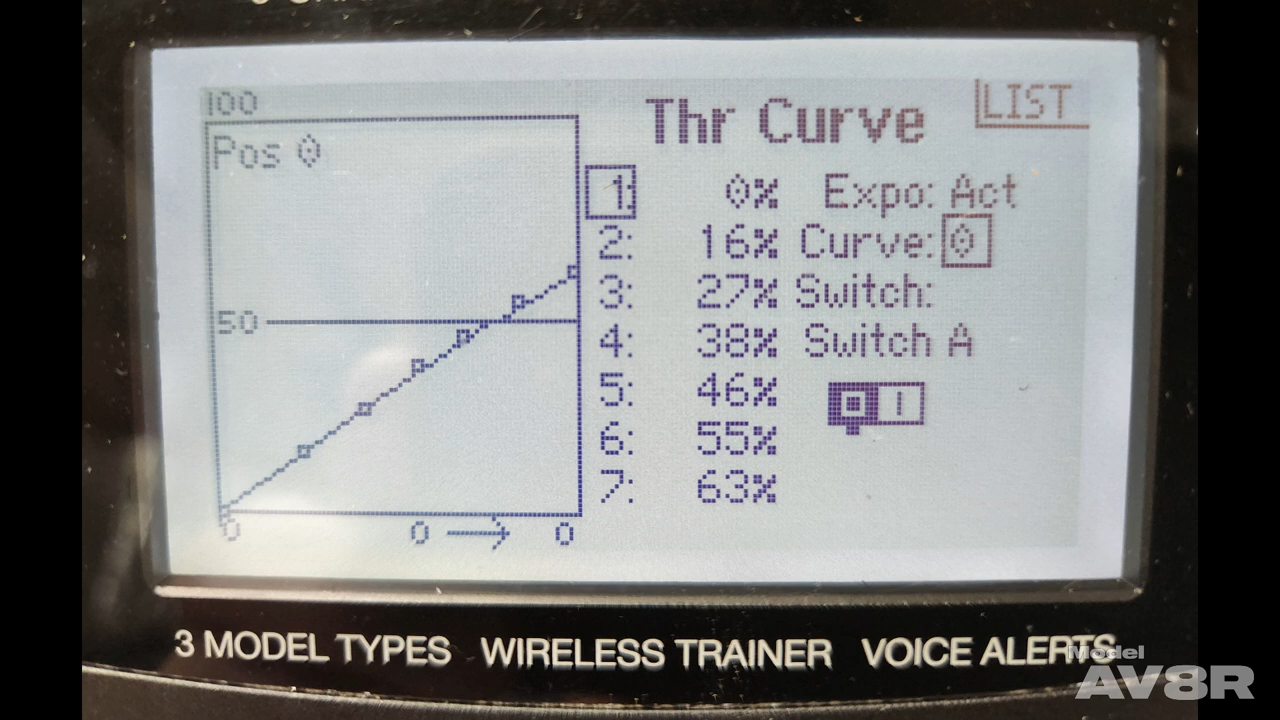 100
Pos 0
50
0 0 → 0
Thr Curve
LIST
1: 0% Expo: Act
2: 16% Curve: 0
3: 27% Switch:
4: 38% Switch A
5: 46% 0 1
6: 55%
7: 63%
3 MODEL TYPES WIRELESS TRAINER VOICE ALERTS
Model
AV8R